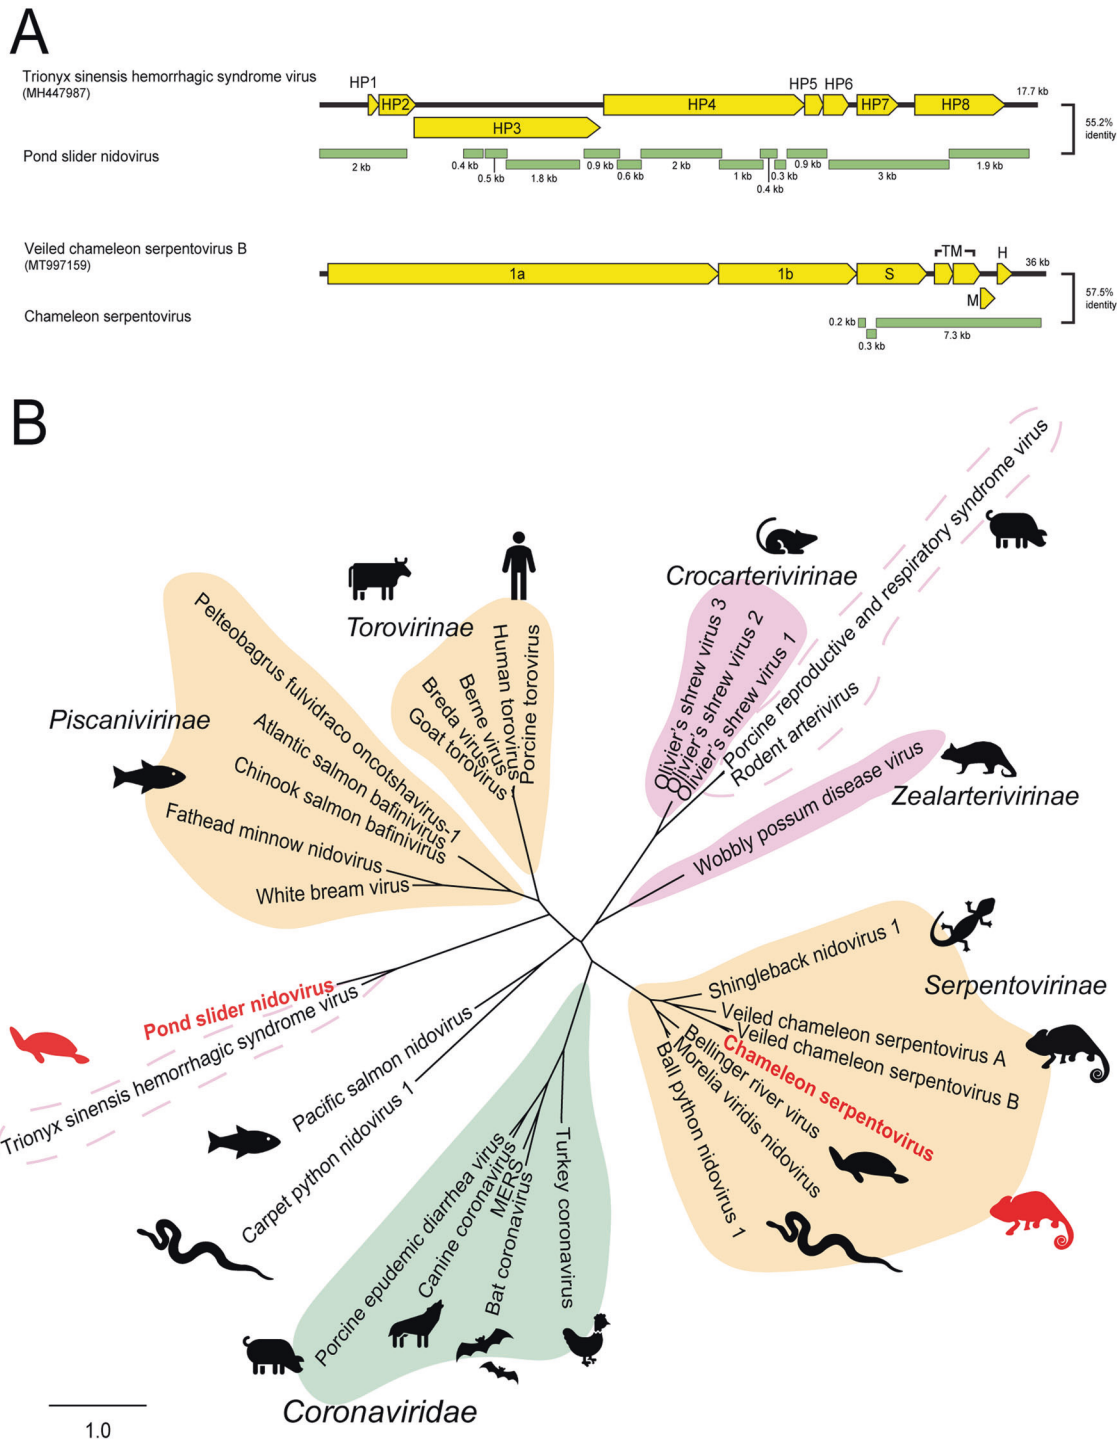 A
Trionyx sinensis hemorrhagic syndrome virus
(MH447987)
HP1
HP2
HP3
HP4
HP5
HP6
HP7
HP8
17.7 kb
55.2%
identity
Pond slider nidovirus
2 kb
0.4 kb
0.5 kb
1.8 kb
0.9 kb
0.6 kb
2 kb
1 kb
0.4 kb
0.3 kb
0.9 kb
3 kb
1.9 kb
Veiled chameleon serpentovirus B
(MT997159)
1a
1b
S
TM
M
H
36 kb
57.5%
identity
Chameleon serpentovirus
0.2 kb
0.3 kb
7.3 kb
B
Piscanivirinae
Pelteobagrus fulvidraco oncotshavirus-1
Atlantic salmon bafinivirus
Chinook salmon bafinivirus
Fathead minnow nidovirus
White bream virus
Torovirinae
Goat torovirus
Breda virus
Berne virus
Human torovirus
Porcine torovirus
Crocarterivirinae
Olivier's shrew virus 3
Olivier's shrew virus 2
Olivier's shrew virus 1
Porcine reproductive and respiratory syndrome virus
Rodent arterivirus
Wobbly possum disease virus
Zealarterivirinae
Serpentovirinae
Shingleback nidovirus 1
Veiled chameleon serpentovirus A
Veiled chameleon serpentovirus B
Chameleon serpentovirus
Bellinger river virus
Morelia viridis nidovirus
Ball python nidovirus 1
Pond slider nidovirus
Trionyx sinensis hemorrhagic syndrome virus
Pacific salmon nidovirus
Carpet python nidovirus 1
Porcine epudemic diarrhea virus
Canine coronavirus
MERS
Bat coronavirus
Turkey coronavirus
Coronaviridae
1.0